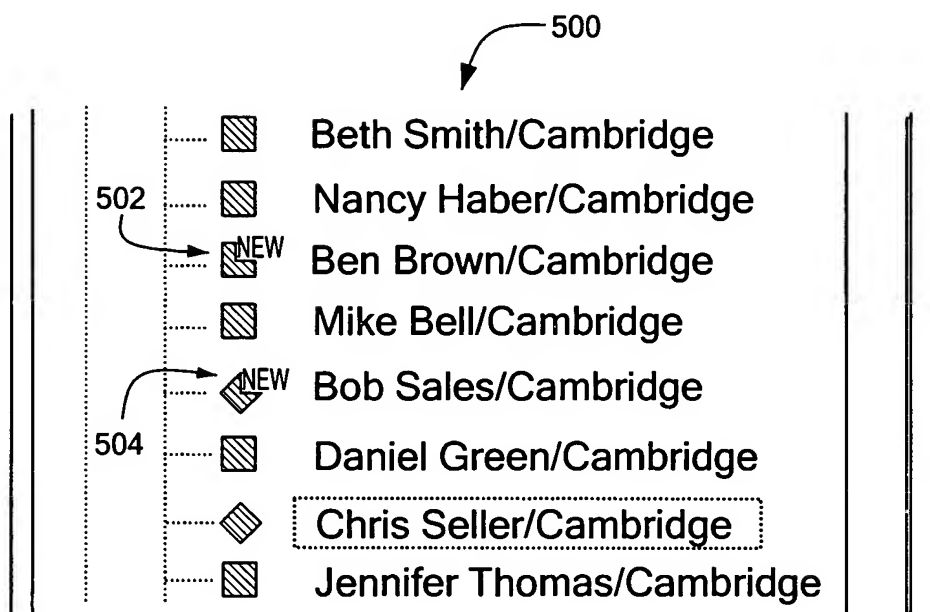 500
Beth Smith/Cambridge
502
Nancy Haber/Cambridge
NEW
Ben Brown/Cambridge
Mike Bell/Cambridge
NEW
Bob Sales/Cambridge
504
Daniel Green/Cambridge
Chris Seller/Cambridge
Jennifer Thomas/Cambridge